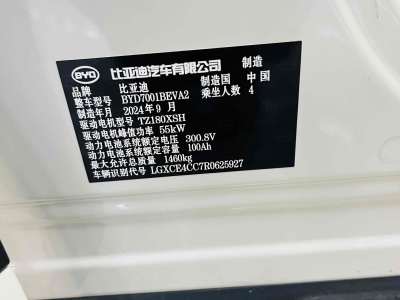 BYD 比亚迪汽车有限公司 制造
品牌 比亚迪 制造国 中国
整车型号 BYD7001BEVA2 乘坐人数 4
制造年月 2024年9月
驱动电机型号 TZ180XSH
驱动电机峰值功率 55kW
动力电池系统额定电压 300.8V
动力电池系统额定容量 100Ah
最大允许总质量 1460kg
车辆识别代号 LGXCE4CC7R0625927